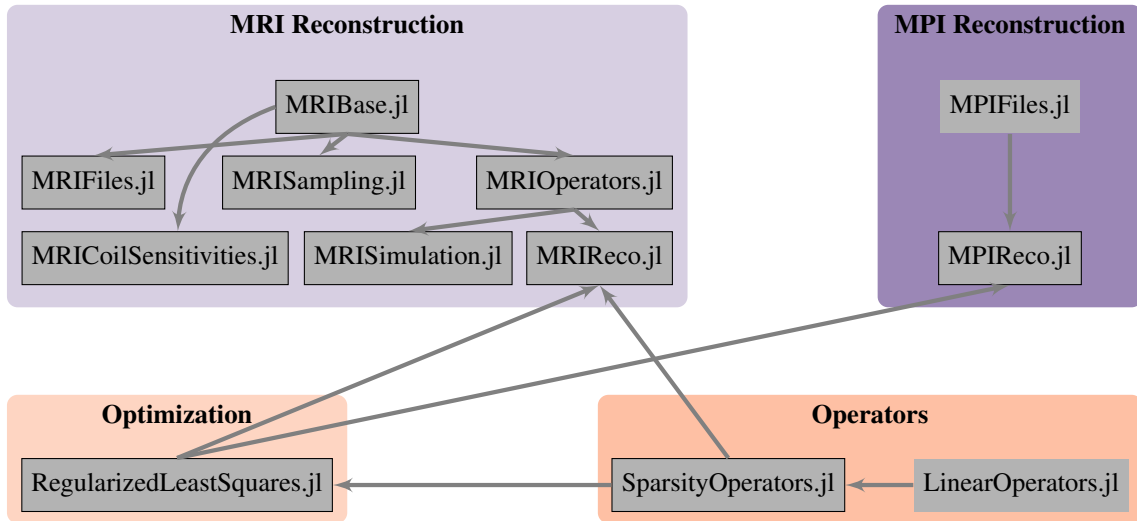 MRI Reconstruction
MPI Reconstruction
MRIBase.jl
MPIFiles.jl
MRIFiles.jl
MRISampling.jl
MRIOperators.jl
MRICoilSensitivities.jl
MRISimulation.jl
MRIReco.jl
MPIReco.jl
Optimization
Operators
RegularizedLeastSquares.jl
SparsityOperators.jl
LinearOperators.jl